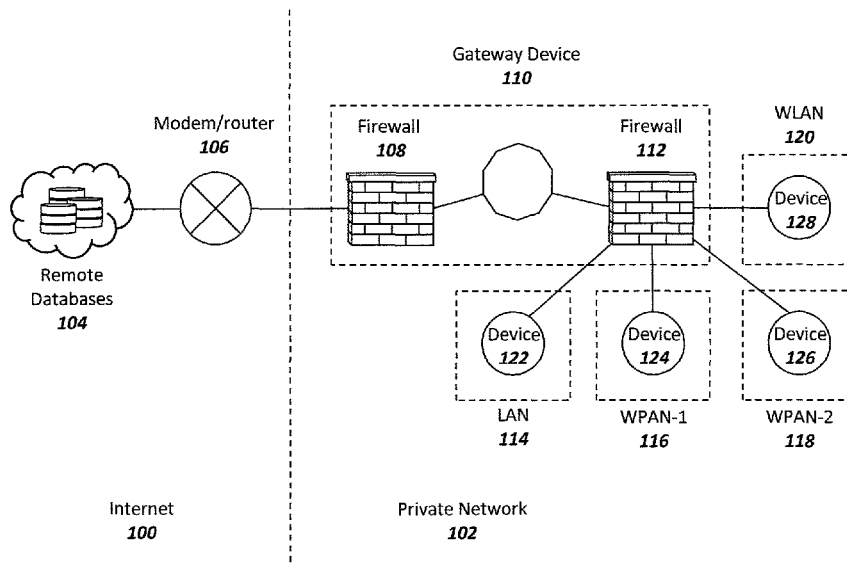 Gateway Device
110
Modem/router
106
Firewall
108
Firewall
112
WLAN
120
Device
128
Remote
Databases
104
Device
122
Device
124
Device
126
LAN
114
WPAN-1
116
WPAN-2
118
Internet
100
Private Network
102